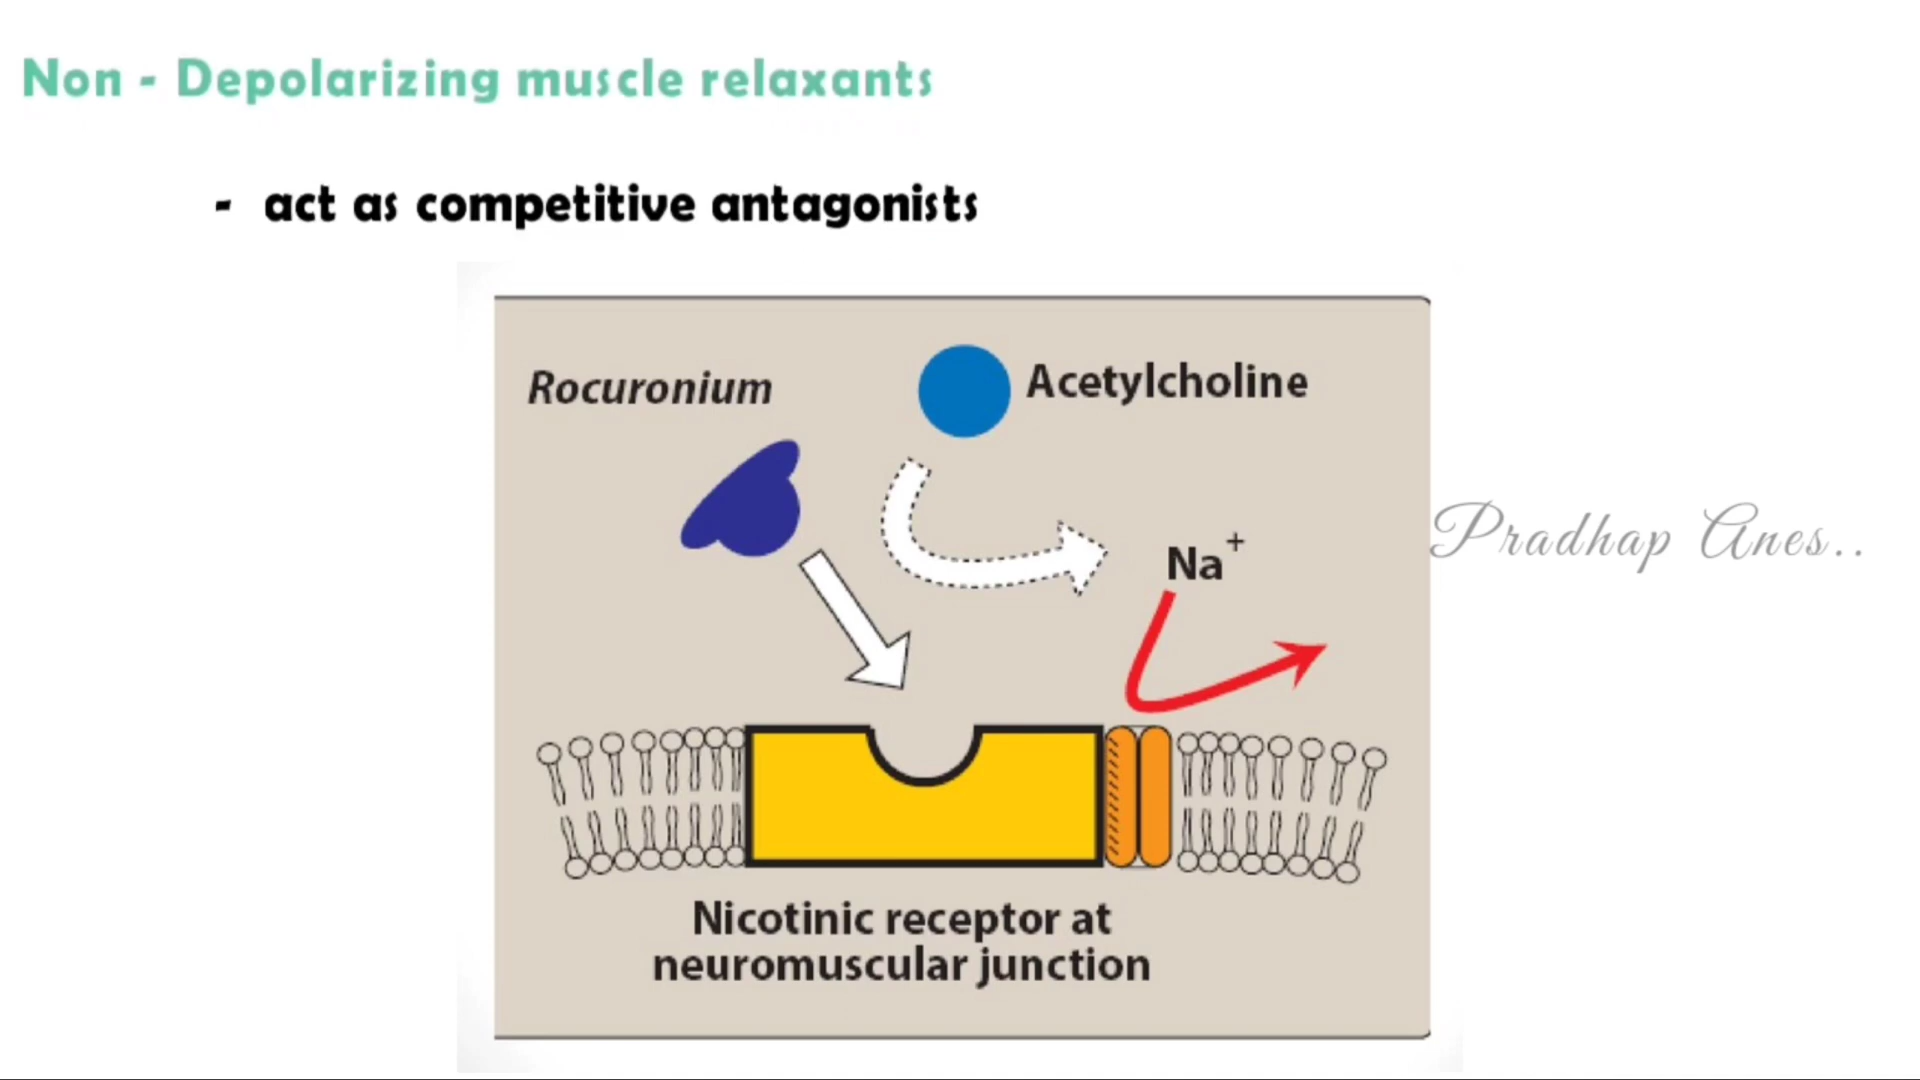 Non - Depolarizing muscle relaxants
- act as competitive antagonists
Rocuronium
Acetylcholine
Na+
Pradhap Anes..
Nicotinic receptor at
neuromuscular junction